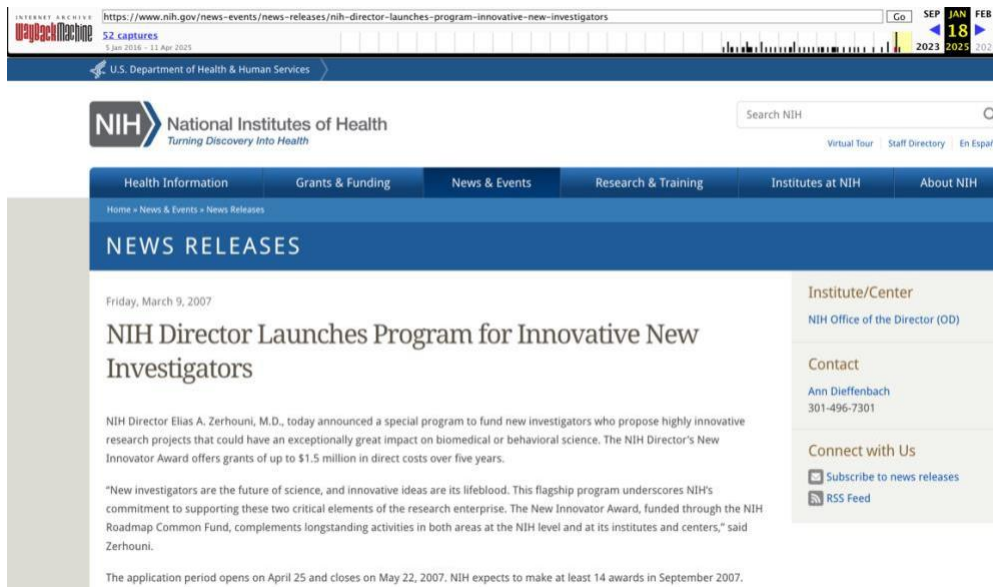 INTERNET ARCHIVE
WayBackMachine
https://www.nih.gov/news-events/news-releases/nih-director-launches-program-innovative-new-investigators
Go
SEP JAN FEB
52 captures
18
5 Jan 2016 – 11 Apr 2025
2023 2025 202
U.S. Department of Health & Human Services
NIH National Institutes of Health
Turning Discovery Into Health
Search NIH
Virtual Tour Staff Directory En Españ
Health Information Grants & Funding News & Events Research & Training Institutes at NIH About NIH
Home » News & Events » News Releases
NEWS RELEASES
Friday, March 9, 2007
NIH Director Launches Program for Innovative New
Investigators
NIH Director Elias A. Zerhouni, M.D., today announced a special program to fund new investigators who propose highly innovative
research projects that could have an exceptionally great impact on biomedical or behavioral science. The NIH Director's New
Innovator Award offers grants of up to $1.5 million in direct costs over five years.
“New investigators are the future of science, and innovative ideas are its lifeblood. This flagship program underscores NIH's
commitment to supporting these two critical elements of the research enterprise. The New Innovator Award, funded through the NIH
Roadmap Common Fund, complements longstanding activities in both areas at the NIH level and at its institutes and centers,” said
Zerhouni.
The application period opens on April 25 and closes on May 22, 2007. NIH expects to make at least 14 awards in September 2007.
Institute/Center
NIH Office of the Director (OD)
Contact
Ann Dieffenbach
301-496-7301
Connect with Us
Subscribe to news releases
RSS Feed